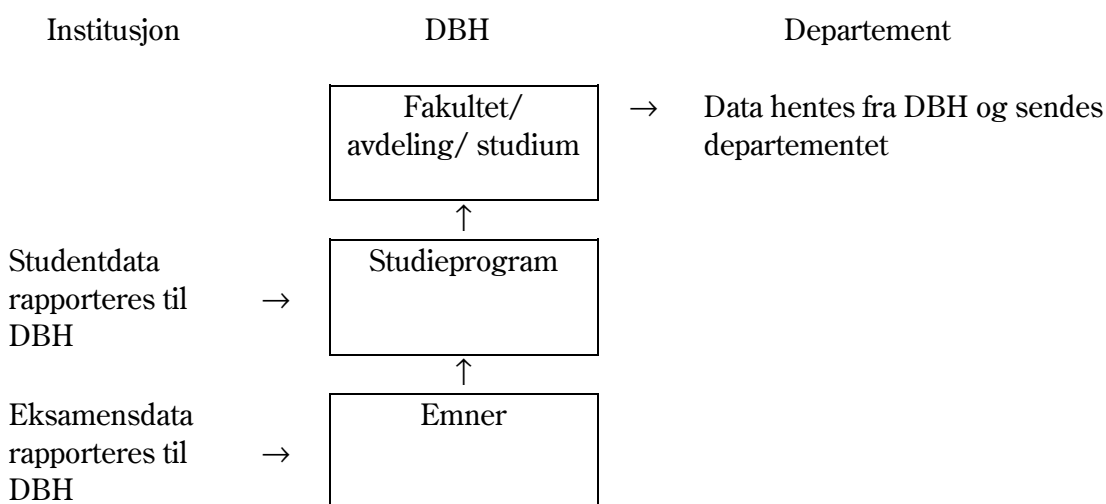 Institusjon DBH Departement
Fakultet/ → Data hentes fra DBH og sendes
avdeling/ studium departementet
↑
Studentdata Studieprogram
rapporteres til →
DBH
↑
Eksamensdata Emner
rapporteres til →
DBH